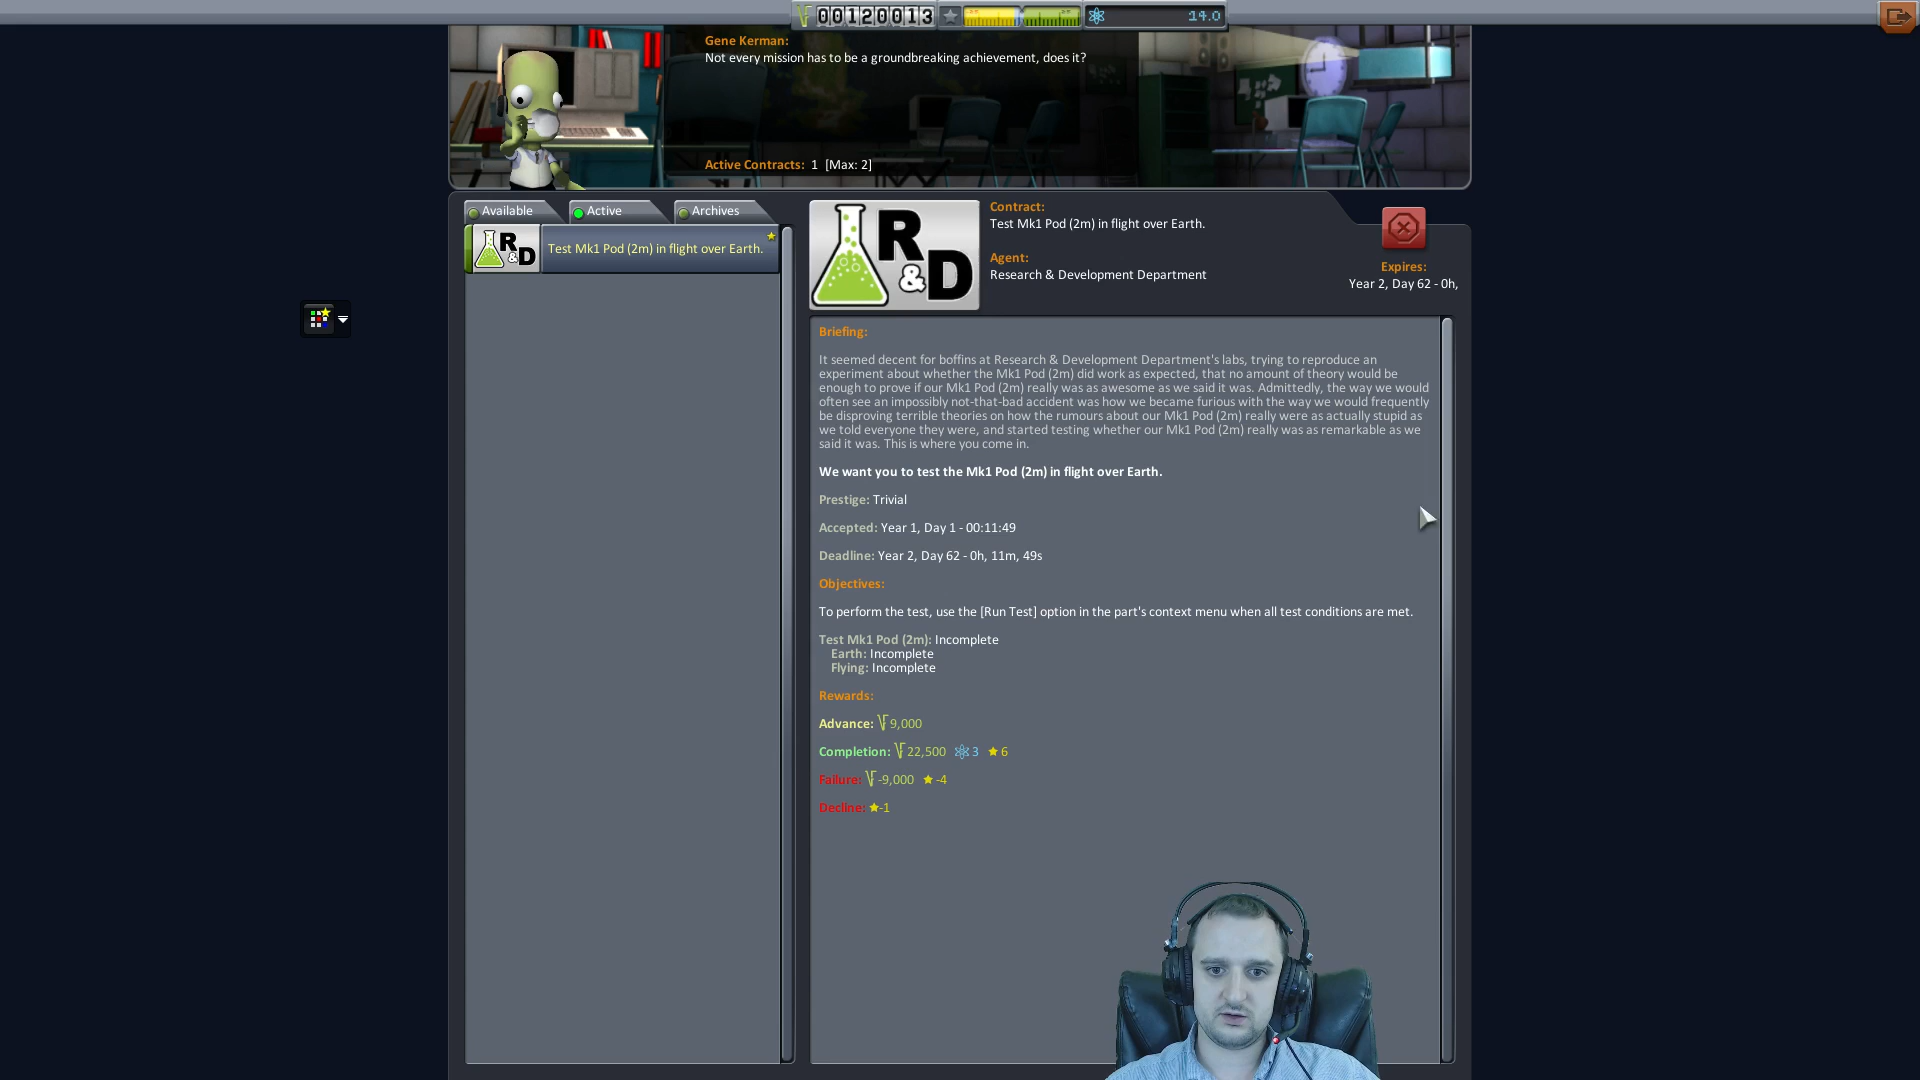 00120013
14.0
Gene Kerman:
Not every mission has to be a groundbreaking achievement, does it?
Active Contracts: 1 [Max: 2]
Available
Active
Archives
R&D
Test Mk1 Pod (2m) in flight over Earth.
R&D
Contract:
Test Mk1 Pod (2m) in flight over Earth.
Agent:
Research & Development Department
Expires:
Year 2, Day 62 - 0h,
Briefing:
It seemed decent for boffins at Research & Development Department's labs, trying to reproduce an
experiment about whether the Mk1 Pod (2m) did work as expected, that no amount of theory would be
enough to prove if our Mk1 Pod (2m) really was as awesome as we said it was. Admittedly, the way we would
often see an impossibly not-that-bad accident was how we became furious with the way we would frequently
be disproving terrible theories on how the rumours about our Mk1 Pod (2m) really were as actually stupid as
we told everyone they were, and started testing whether our Mk1 Pod (2m) really was as remarkable as we
said it was. This is where you come in.
We want you to test the Mk1 Pod (2m) in flight over Earth.
Prestige: Trivial
Accepted: Year 1, Day 1 - 00:11:49
Deadline: Year 2, Day 62 - 0h, 11m, 49s
Objectives:
To perform the test, use the [Run Test] option in the part's context menu when all test conditions are met.
Test Mk1 Pod (2m): Incomplete
Earth: Incomplete
Flying: Incomplete
Rewards:
Advance: 9,000
Completion: 22,500 3 6
Failure: -9,000 -4
Decline: -1